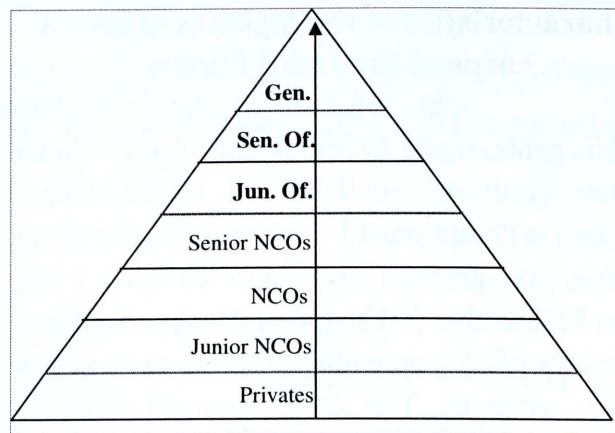 Gen.
Sen. Of.
Jun. Of.
Senior NCOs
NCOs
Junior NCOs
Privates